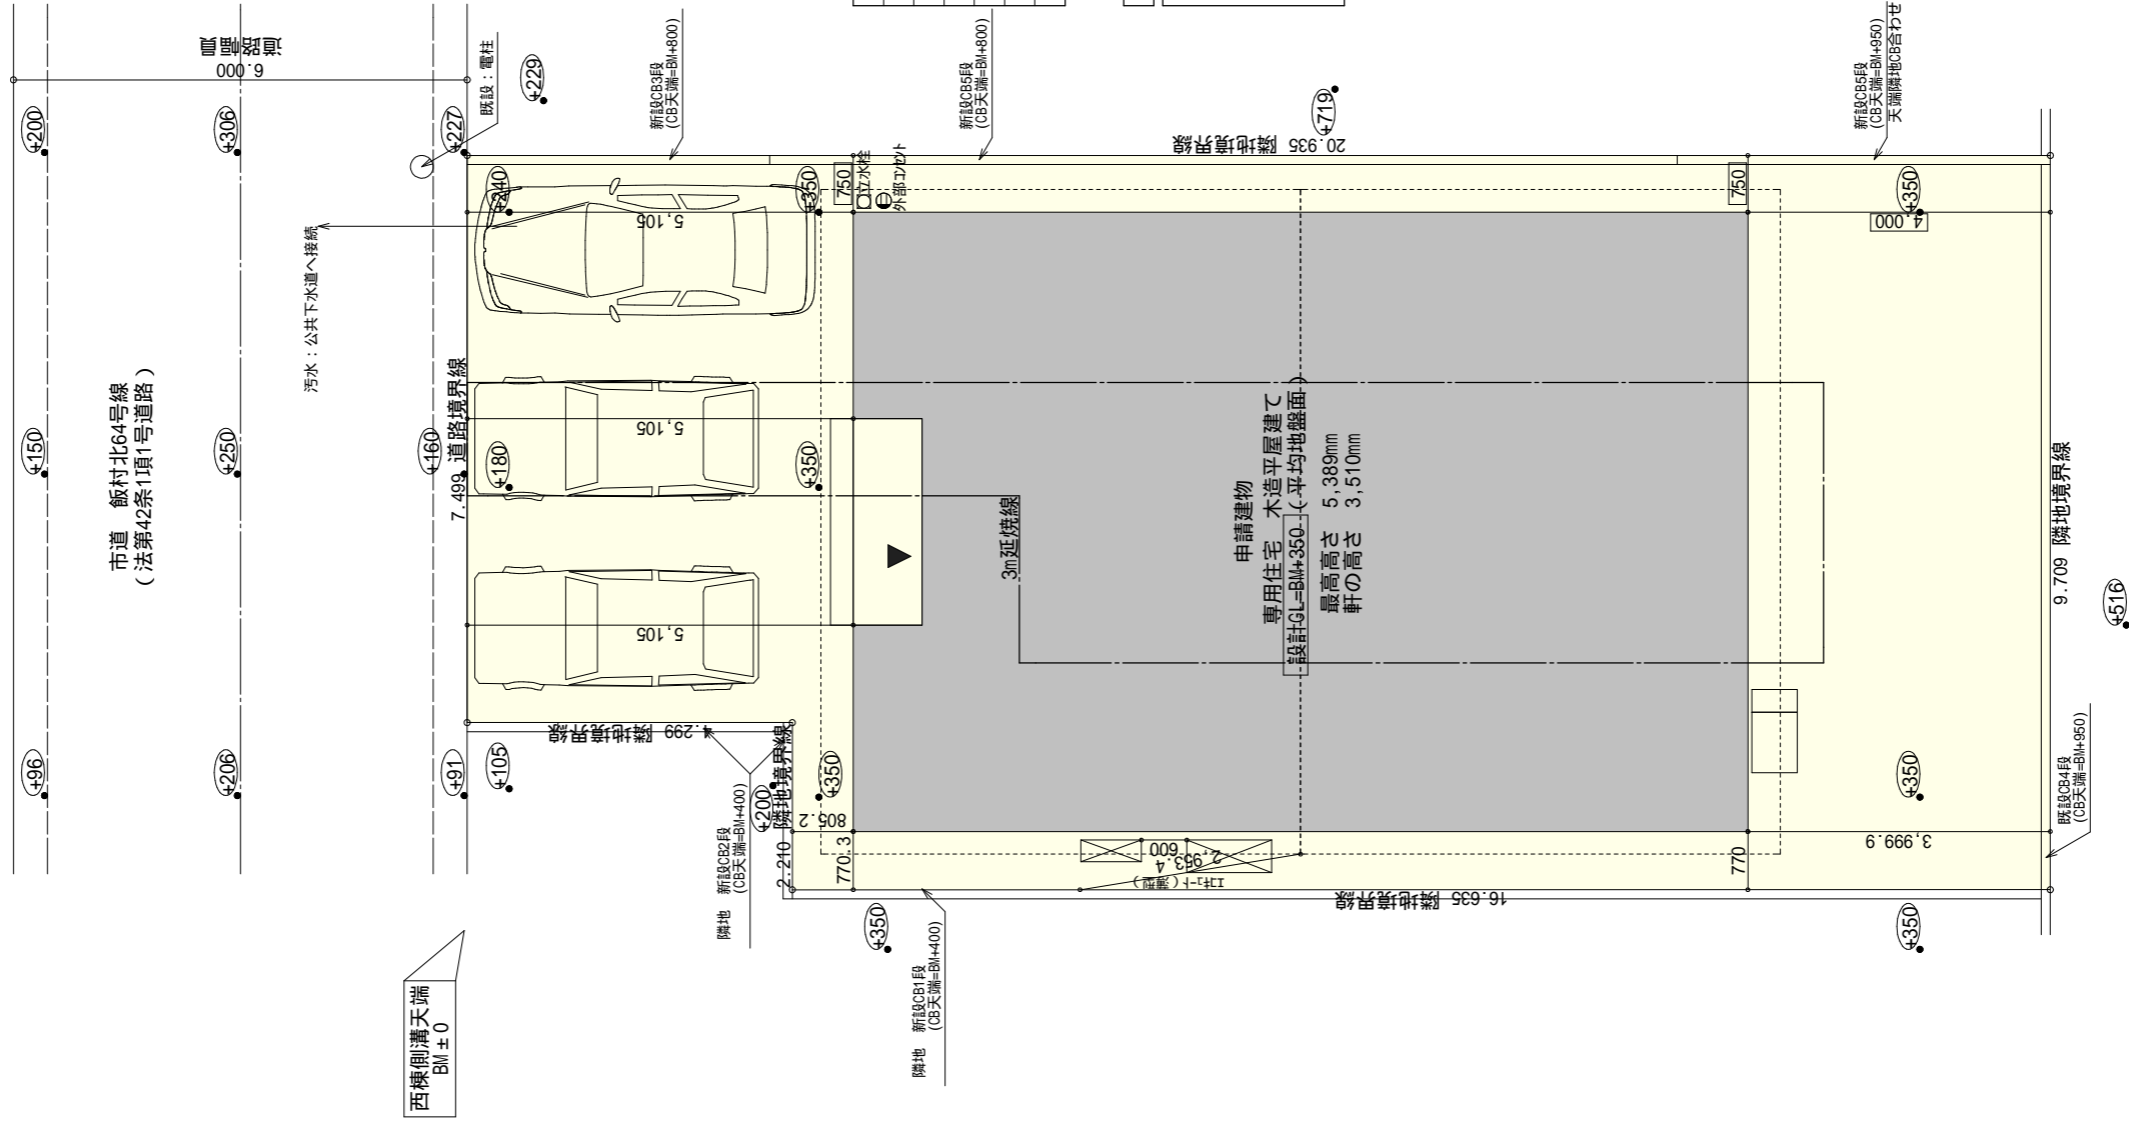 道路幅員
6.000
+200
+306
+227
既設：電柱
+229
新設CB3段
(CB天端=BM+800)
新設CB5段
(CB天端=BM+800)
+719
20.935 隣地境界線
新設CB5段
(CB天端=BM+950)
天端隣地CB合わせ
+240
+350
750
立水栓
外部コンセント
750
+350
5,105
4,000
汚水：公共下水道へ接続
市道　飯村北64号線
(法第42条1項1号道路)
+150
+250
+160
7.499 道路境界線
+180
+350
5,105
5,105
3m延焼線
申請建物
専用住宅　木造平屋建て
設計GL=BM+350 (平均地盤面)
最高高さ　5,389mm
軒の高さ　3,510mm
9.709 隣地境界線
+516
+96
+206
+91
+105
4.299 隣地境界線
+200
2.210 隣地境界線
+350
805.2
770.3
隣地　新設CB2段
(CB天端=BM+400)
600
2,953.4
エコキュート(薄型)
770
3,999.9
+350
既設CB4段
(CB天端=BM+950)
16.635 隣地境界線
+350
+350
隣地　新設CB1段
(CB天端=BM+400)
西棟側溝天端
BM±0